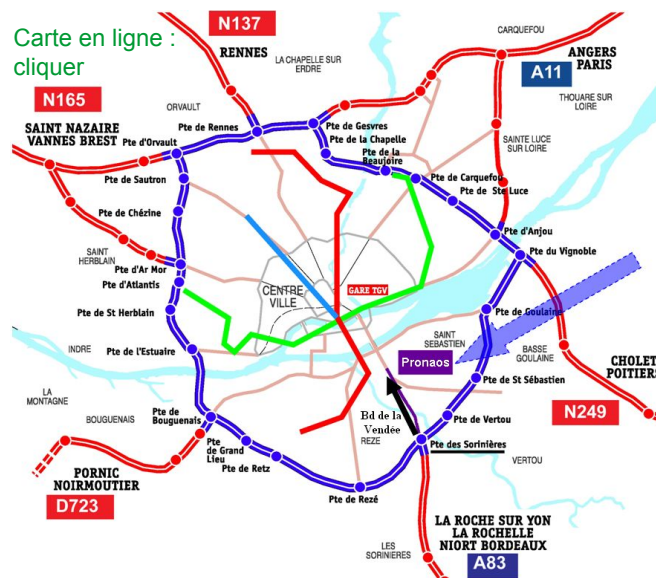 Carte en ligne :
cliquer
N137
RENNES
LA CHAPELLE SUR
ERDRE
CARQUEFOU
ANGERS
PARIS
A11
THOUARE SUR
LOIRE
N165
SAINT NAZAIRE
VANNES BREST
ORVAULT
Pte d'Orvault
Pte de Rennes
Pte de Gesvres
Pte de la Chapelle
Pte de la
Beaujoire
SAINTE LUCE
SUR LOIRE
Pte de Sautron
Pte de Carquefou
Pte de Ste Luce
Pte de Chézine
Pte d'Anjou
Pte du Vignoble
SAINT
HERBLAIN
Pte d'Ar Mor
Pte d'Atlantis
CENTRE
VILLE
GARE TGV
Pte de St Herblain
Pte de Goulaine
SAINT
SEBASTIEN
BASSE
GOULAINE
INDRE
Pte de l'Estuaire
Pronaos
CHOLET
POITIERS
Pte de St Sébastien
N249
LA
MONTAGNE
BOUGUENAIS
Pte de
Bouguenais
Bd de la
Vendée
Pte de Vertou
Pte
de Grand
Lieu
REZE
Pte des Sorinières
VERTOU
Pte de Retz
PORNIC
NOIRMOUTIER
D723
Pte de Rezé
LA ROCHE SUR YON
LA ROCHELLE
NIORT BORDEAUX
A83
LES
SORINIERES